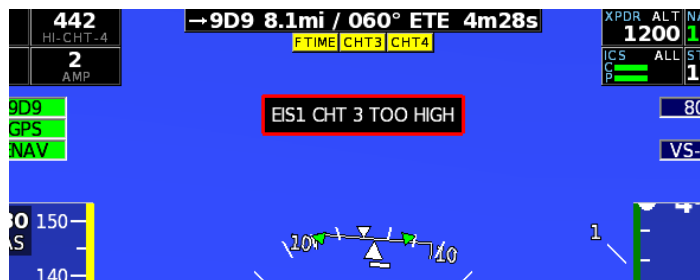 442
HI-CHT-4
2
AMP
→9D9 8.1mi / 060° ETE 4m28s
FTIME CHT3 CHT4
XPDR ALT
1200
ICS ALL
C
P
9D9
GPS
ENAV
EIS1 CHT 3 TOO HIGH
80
VS-
150
140
10
10
1